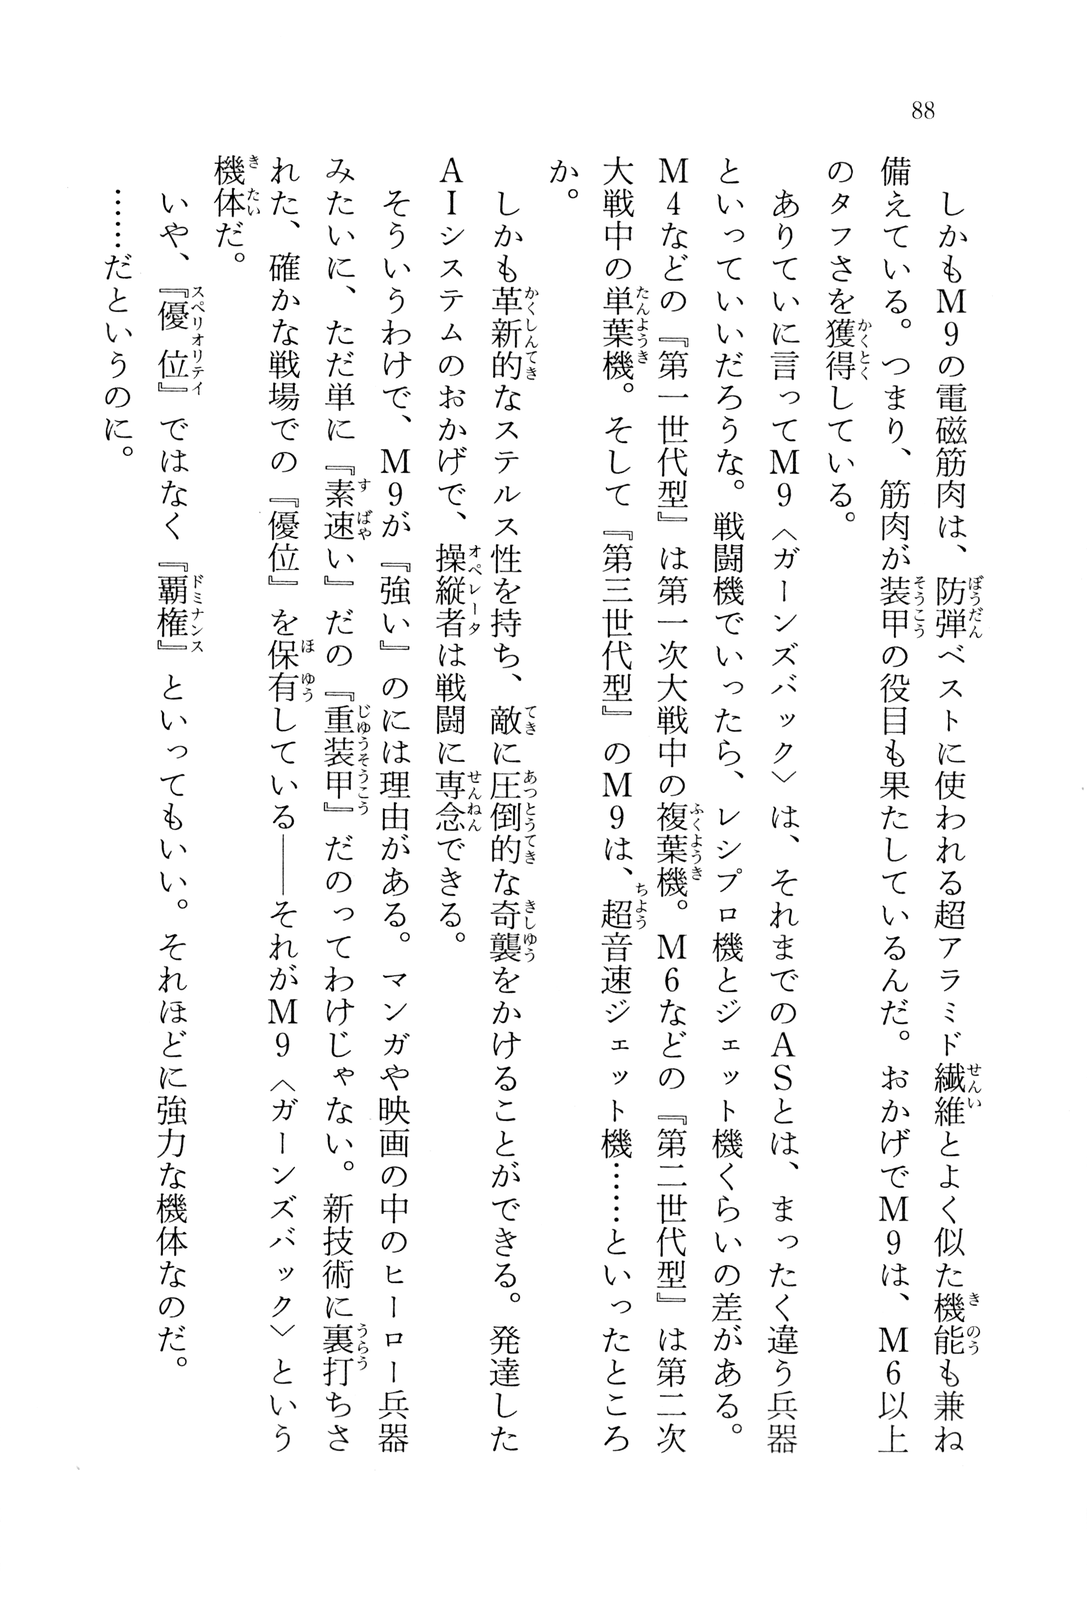 88
しかもM9の電磁筋肉は、防弾ベストに使われる超アラミド繊維とよく似た機能も兼ね
備えている。つまり、筋肉が装甲の役目も果たしているんだ。おかげでM9は、M6以上
のタフさを獲得している。
ありていに言ってM9〈ガーンズバック〉は、それまでのASとは、まったく違う兵器
といっていいだろうな。戦闘機でいったら、レシプロ機とジェット機くらいの差がある。
M4などの『第一世代型』は第一次大戦中の複葉機。M6などの『第二世代型』は第二次
大戦中の単葉機。そして『第三世代型』のM9は、超音速ジェット機……といったところ
か。
しかも革新的なステルス性を持ち、敵に圧倒的な奇襲をかけることができる。発達した
AIシステムのおかげで、操縦者は戦闘に専念できる。
そういうわけで、M9が『強い』のには理由がある。マンガや映画の中のヒーロー兵器
みたいに、ただ単に『素速い』だの『重装甲』だのってわけじゃない。新技術に裏打ちさ
れた、確かな戦場での『優位』を保有している――それがM9〈ガーンズバック〉という
機体だ。
いや、『優位』ではなく『覇権』といってもいい。それほどに強力な機体なのだ。
……だというのに。